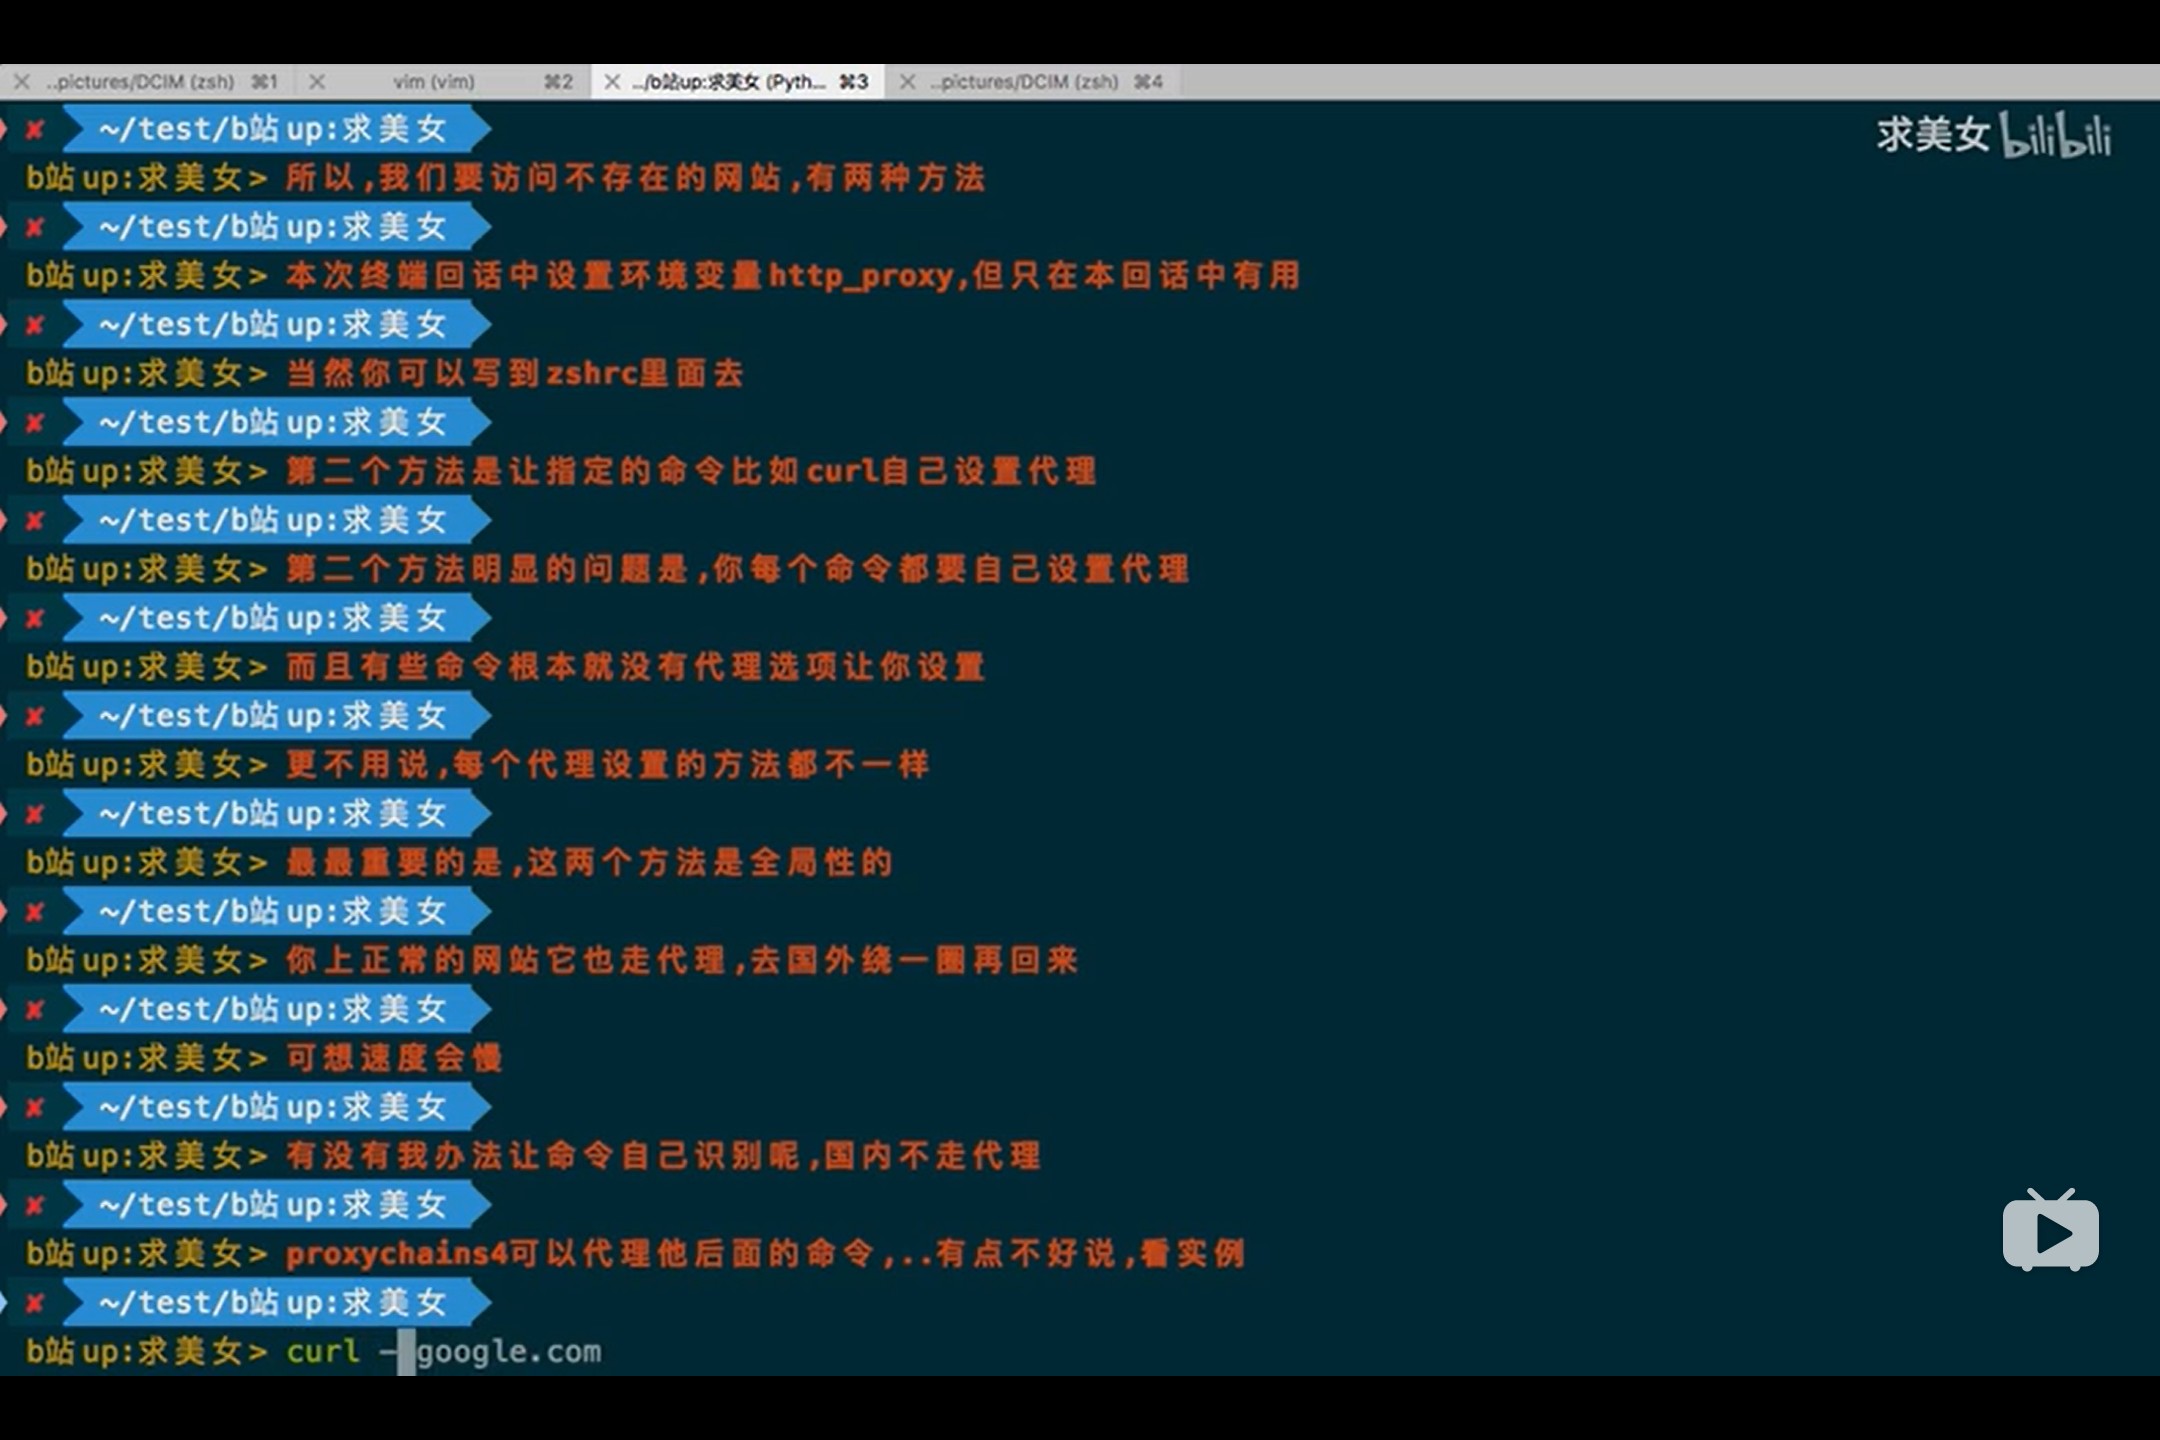 ..pictures/DCIM (zsh) ⌘1 vim (vim) ⌘2 ../b站up:求美女 (Pyth... ⌘3 ..pictures/DCIM (zsh) ⌘4
求美女 bilibili
✘ ~/test/b站up:求美女
b站up:求美女> 所以,我们要访问不存在的网站,有两种方法
✘ ~/test/b站up:求美女
b站up:求美女> 本次终端回话中设置环境变量http_proxy,但只在本回话中有用
✘ ~/test/b站up:求美女
b站up:求美女> 当然你可以写到zshrc里面去
✘ ~/test/b站up:求美女
b站up:求美女> 第二个方法是让指定的命令比如curl自己设置代理
✘ ~/test/b站up:求美女
b站up:求美女> 第二个方法明显的问题是,你每个命令都要自己设置代理
✘ ~/test/b站up:求美女
b站up:求美女> 而且有些命令根本就没有代理选项让你设置
✘ ~/test/b站up:求美女
b站up:求美女> 更不用说,每个代理设置的方法都不一样
✘ ~/test/b站up:求美女
b站up:求美女> 最最重要的是,这两个方法是全局性的
✘ ~/test/b站up:求美女
b站up:求美女> 你上正常的网站它也走代理,去国外绕一圈再回来
✘ ~/test/b站up:求美女
b站up:求美女> 可想速度会慢
✘ ~/test/b站up:求美女
b站up:求美女> 有没有我办法让命令自己识别呢,国内不走代理
✘ ~/test/b站up:求美女
b站up:求美女> proxychains4可以代理他后面的命令,..有点不好说,看实例
✘ ~/test/b站up:求美女
b站up:求美女> curl - google.com